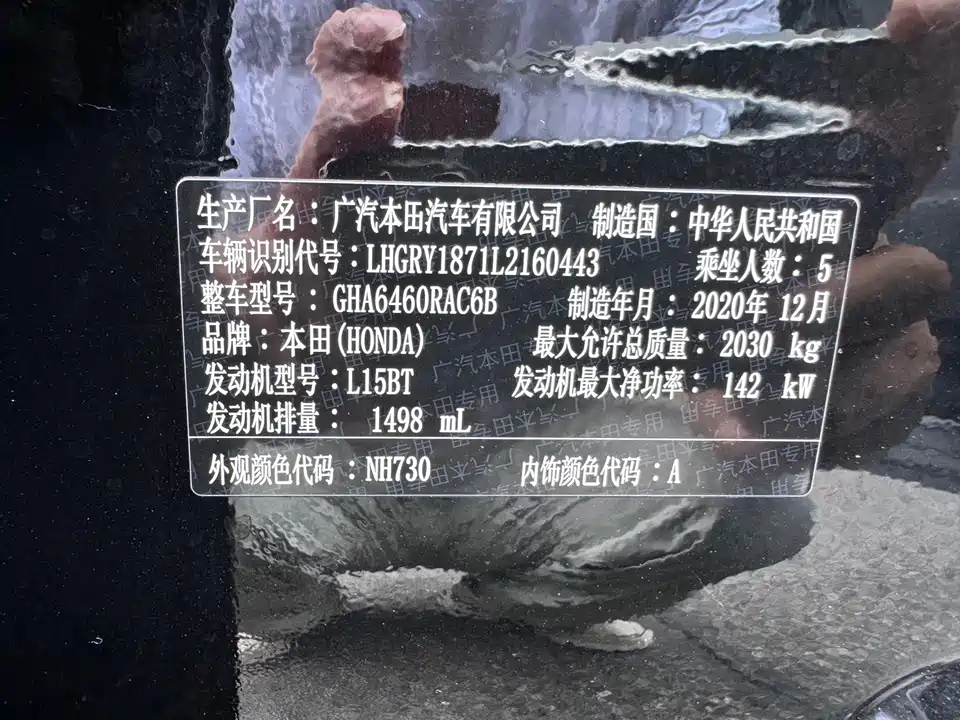 生产厂名：广汽本田汽车有限公司 制造国：中华人民共和国
车辆识别代号：LHGRY1871L2160443 乘坐人数：5
整车型号：GHA6460RAC6B 制造年月：2020年12月
品牌：本田(HONDA) 最大允许总质量：2030 kg
发动机型号：L15BT 发动机最大净功率：142 kW
发动机排量：1498 mL
外观颜色代码：NH730 内饰颜色代码：A